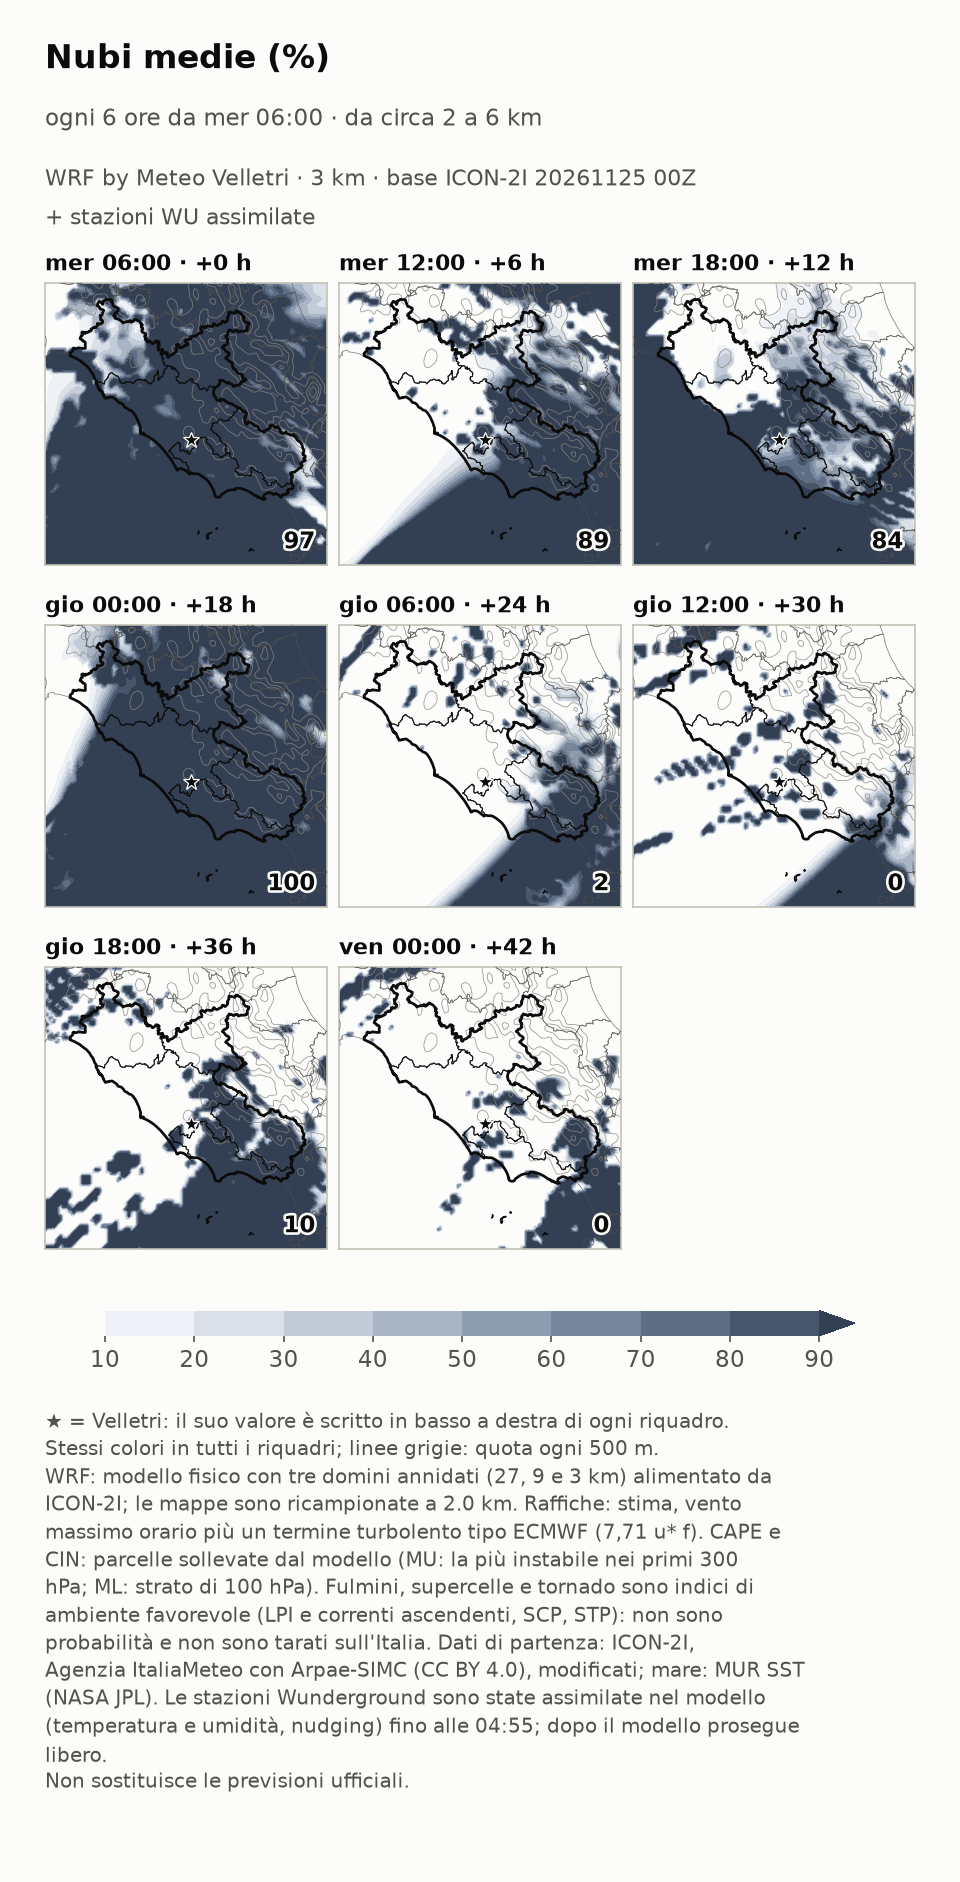 Nubi medie (%)
ogni 6 ore da mer 06:00 · da circa 2 a 6 km
WRF by Meteo Velletri · 3 km · base ICON-2I 20261125 00Z
+ stazioni WU assimilate
mer 06:00 · +0 h
mer 12:00 · +6 h
mer 18:00 · +12 h
97
89
84
gio 00:00 · +18 h
gio 06:00 · +24 h
gio 12:00 · +30 h
100
2
0
gio 18:00 · +36 h
ven 00:00 · +42 h
10
0
10 20 30 40 50 60 70 80 90
★ = Velletri: il suo valore è scritto in basso a destra di ogni riquadro.
Stessi colori in tutti i riquadri; linee grigie: quota ogni 500 m.
WRF: modello fisico con tre domini annidati (27, 9 e 3 km) alimentato da
ICON-2I; le mappe sono ricampionate a 2.0 km. Raffiche: stima, vento
massimo orario più un termine turbolento tipo ECMWF (7,71 u* f). CAPE e
CIN: parcelle sollevate dal modello (MU: la più instabile nei primi 300
hPa; ML: strato di 100 hPa). Fulmini, supercelle e tornado sono indici di
ambiente favorevole (LPI e correnti ascendenti, SCP, STP): non sono
probabilità e non sono tarati sull'Italia. Dati di partenza: ICON-2I,
Agenzia ItaliaMeteo con Arpae-SIMC (CC BY 4.0), modificati; mare: MUR SST
(NASA JPL). Le stazioni Wunderground sono state assimilate nel modello
(temperatura e umidità, nudging) fino alle 04:55; dopo il modello prosegue
libero.
Non sostituisce le previsioni ufficiali.